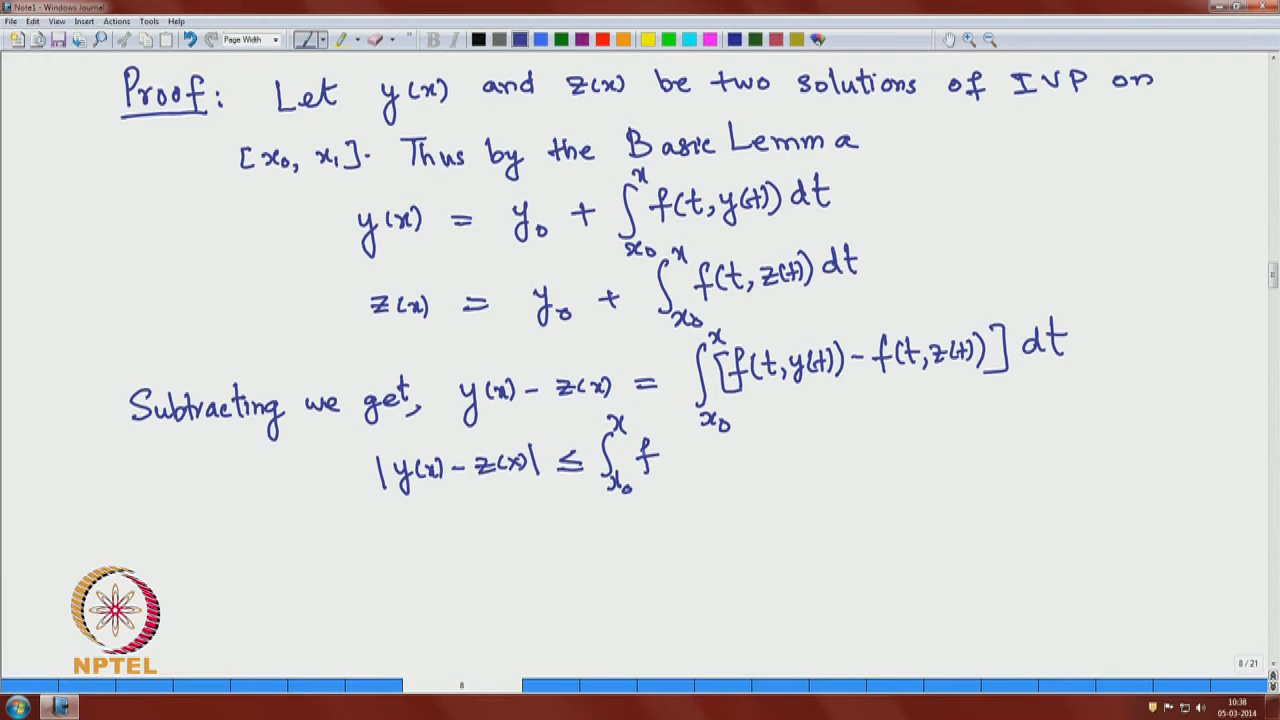 Note1 - Windows Journal
File Edit View Insert Actions Tools Help
Page Width
Proof: Let y(x) and z(x) be two solutions of IVP on
[x₀, x₁]. Thus by the Basic Lemma
y(x) = y₀ + ∫_{x₀}^{x} f(t, y(t)) dt
z(x) = y₀ + ∫_{x₀}^{x} f(t, z(t)) dt
Subtracting we get, y(x) - z(x) = ∫_{x₀}^{x} [f(t, y(t)) - f(t, z(t))] dt
|y(x) - z(x)| ≤ ∫_{x₀}^{x} f
NPTEL
8 / 21
8
10:38
05-03-2014